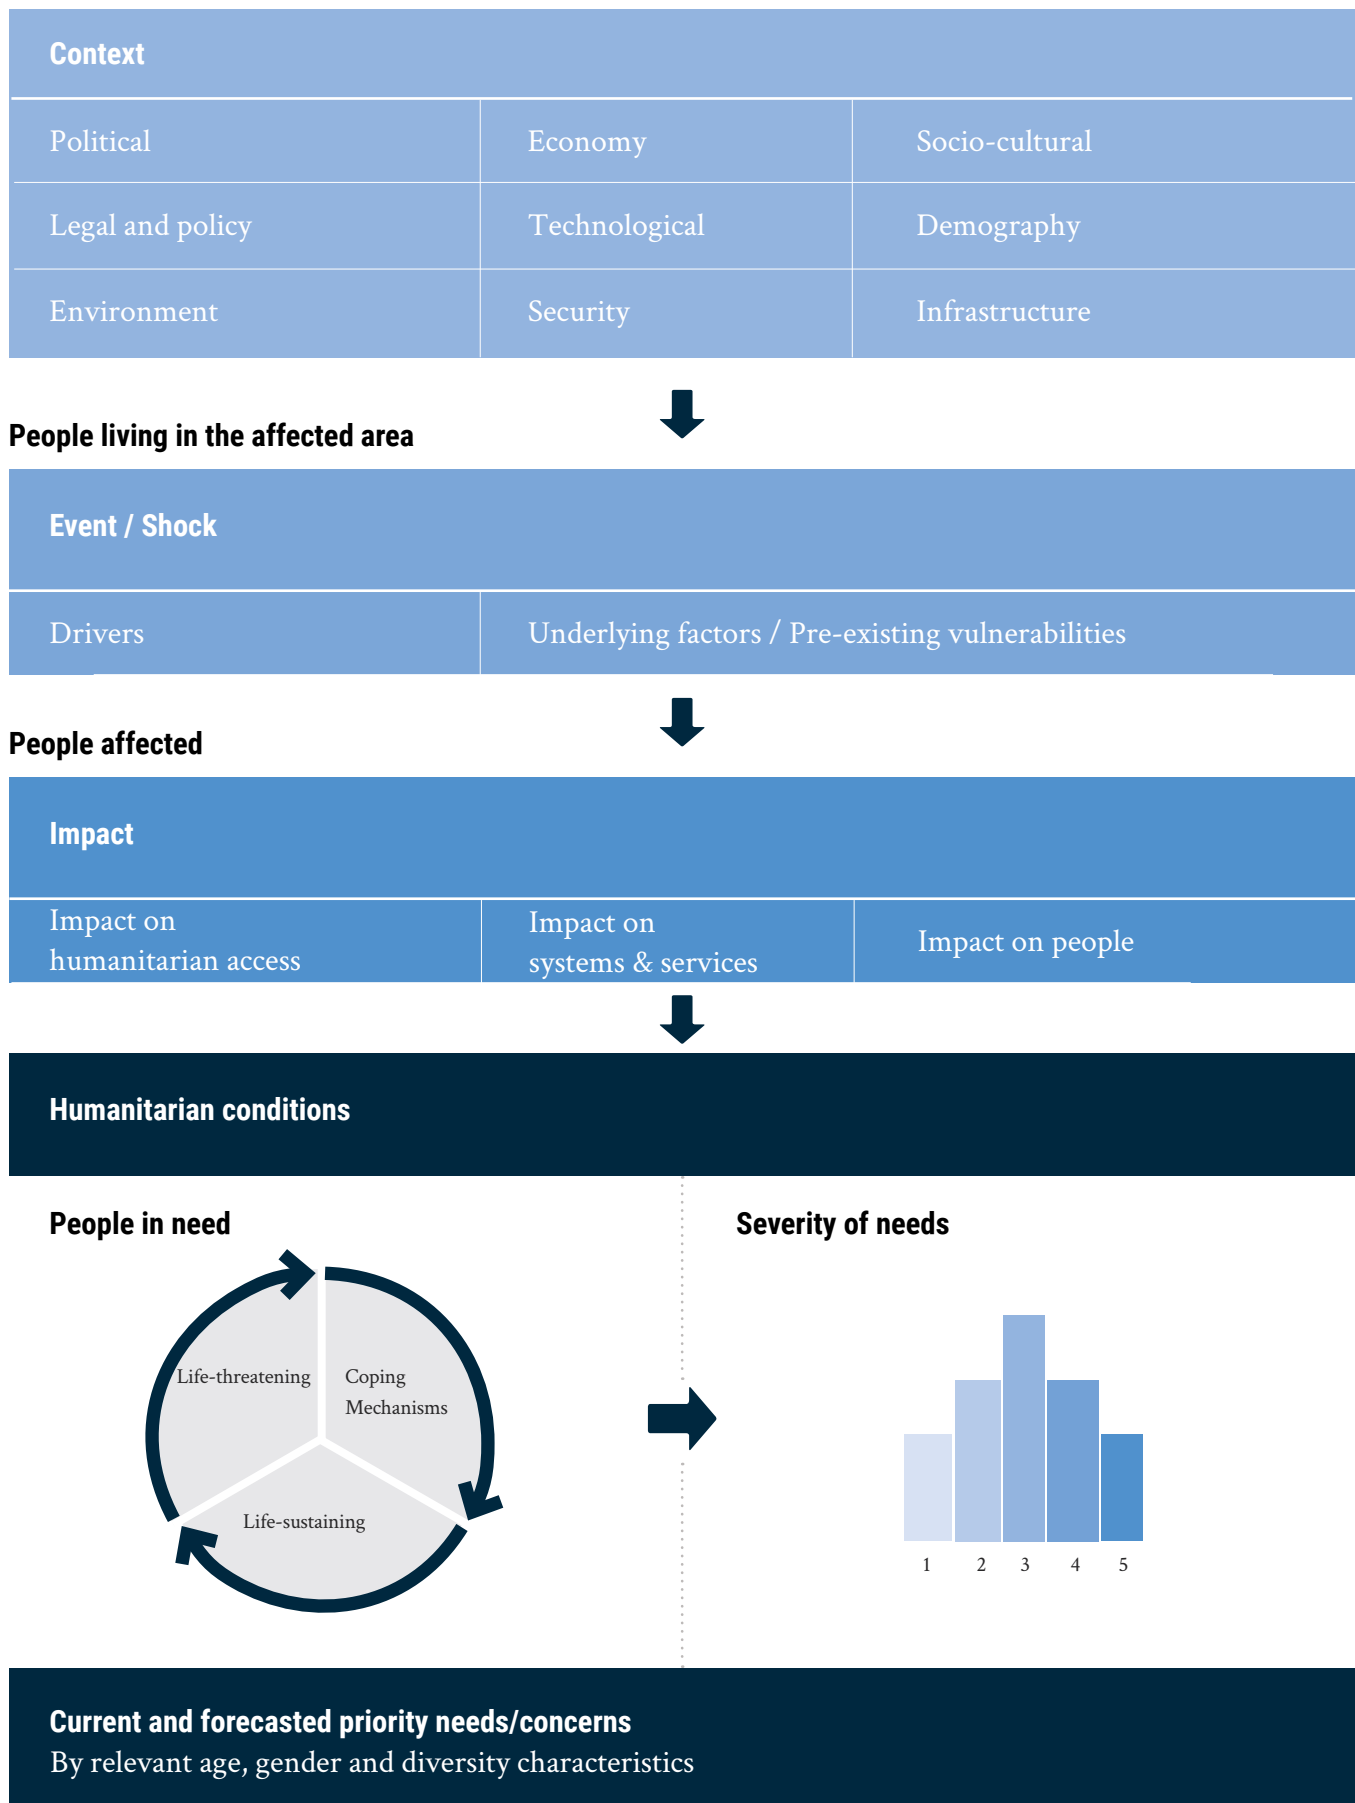 Context
Political
Economy
Socio-cultural
Legal and policy
Technological
Demography
Environment
Security
Infrastructure
People living in the affected area
Event / Shock
Drivers
Underlying factors / Pre-existing vulnerabilities
People affected
Impact
Impact on
humanitarian access
Impact on
systems & services
Impact on people
Humanitarian conditions
People in need
Life-threatening
Coping
Mechanisms
Life-sustaining
Severity of needs
1
2
3
4
5
Current and forecasted priority needs/concerns
By relevant age, gender and diversity characteristics